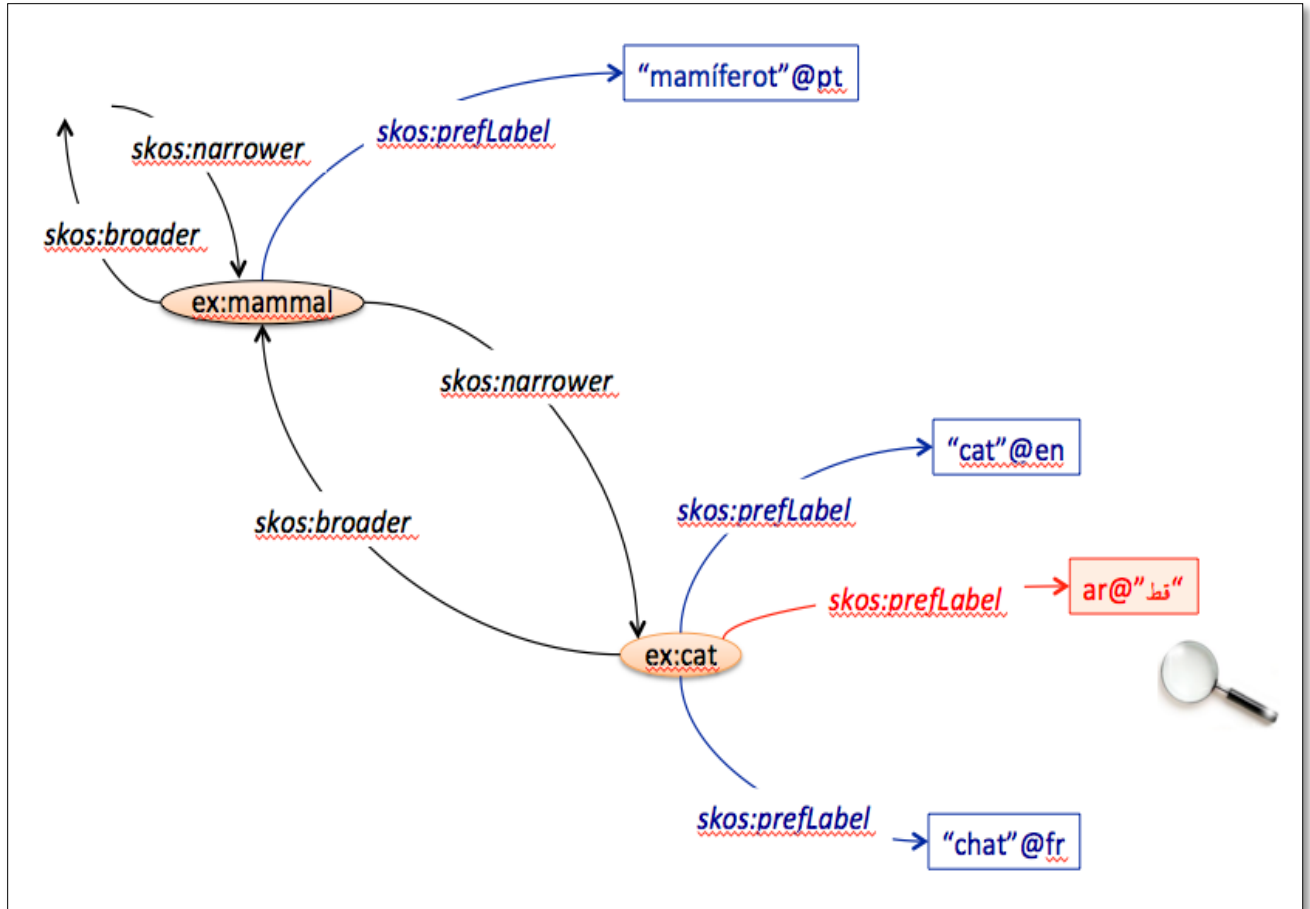 “mamíferot”@pt
skos:prefLabel
skos:narrower
skos:broader
ex:mammal
skos:narrower
“cat”@en
skos:prefLabel
skos:broader
ar@”قط“
skos:prefLabel
ex:cat
skos:prefLabel
“chat”@fr